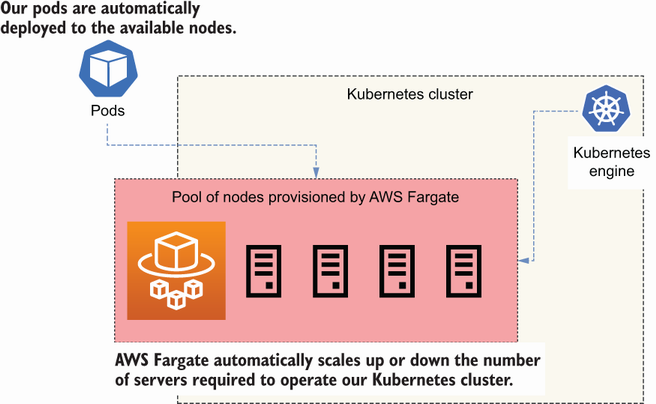 Our pods are automatically
deployed to the available nodes.
Pods
Kubernetes cluster
Kubernetes
engine
Pool of nodes provisioned by AWS Fargate
AWS Fargate automatically scales up or down the number
of servers required to operate our Kubernetes cluster.